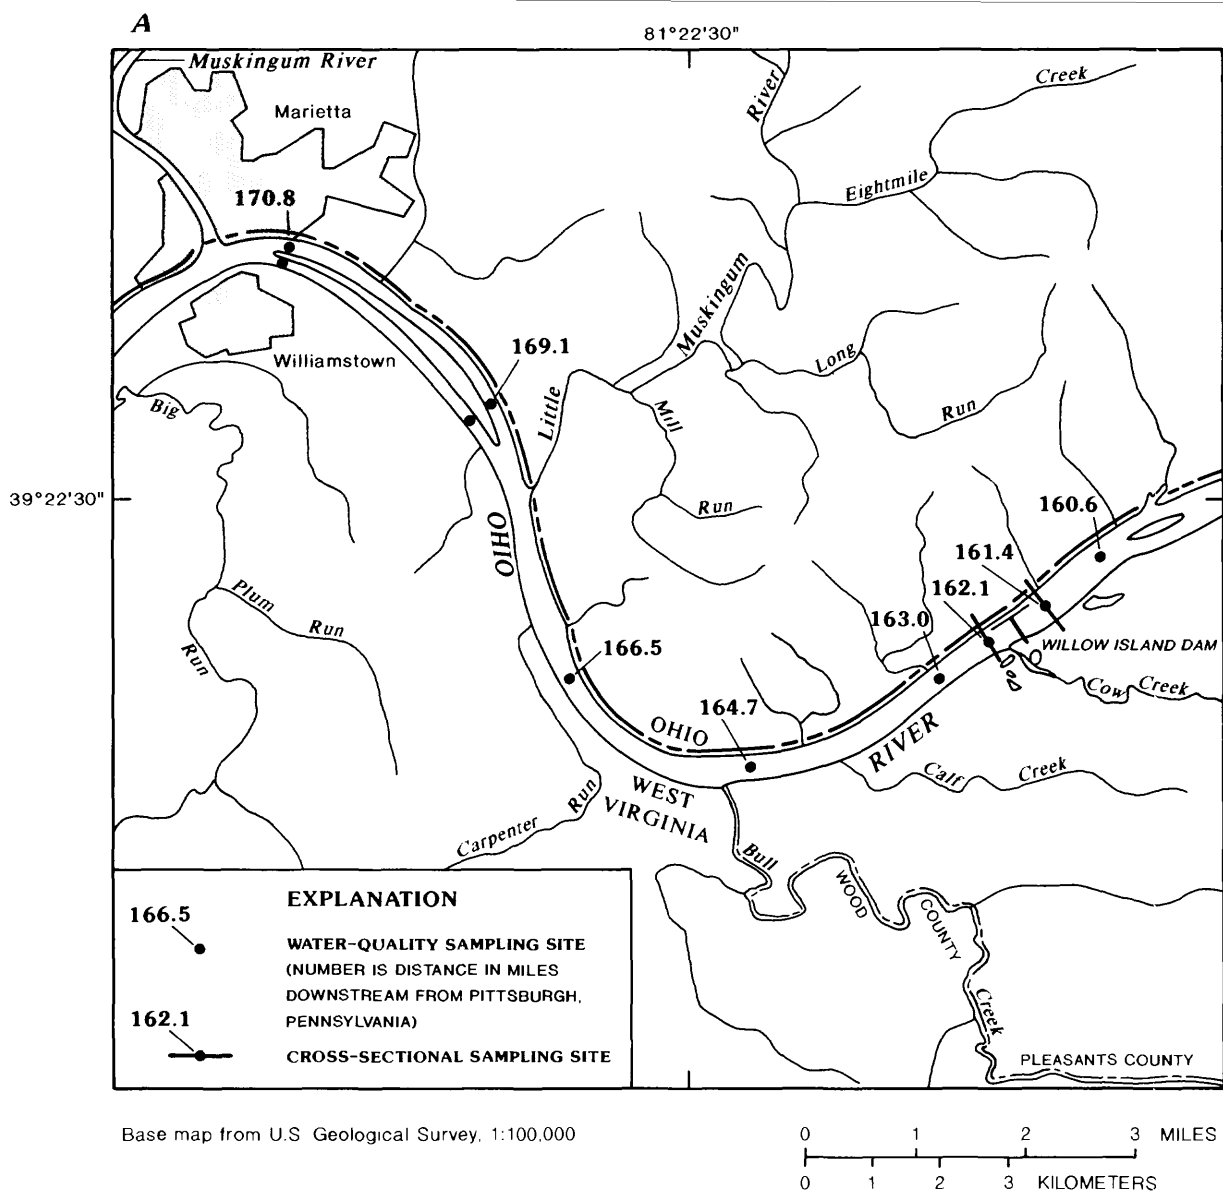 A
81°22'30"
Muskingum River
Marietta
River
Creek
Eightmile
170.8
Muskingum
Williamstown
169.1
Long
Big
Little
Mill
Run
39°22'30"
Run
160.6
OHIO
161.4
162.1
Plum
Run
163.0
Run
166.5
WILLOW ISLAND DAM
Cow Creek
164.7
OHIO
RIVER
WEST
VIRGINIA
Calf Creek
Run
Carpenter
Bull
WOOD
COUNTY
Creek
PLEASANTS COUNTY
EXPLANATION
166.5
WATER-QUALITY SAMPLING SITE
(NUMBER IS DISTANCE IN MILES
DOWNSTREAM FROM PITTSBURGH,
PENNSYLVANIA)
162.1
CROSS-SECTIONAL SAMPLING SITE
Base map from U.S Geological Survey, 1:100,000
0 1 2 3 MILES
0 1 2 3 KILOMETERS